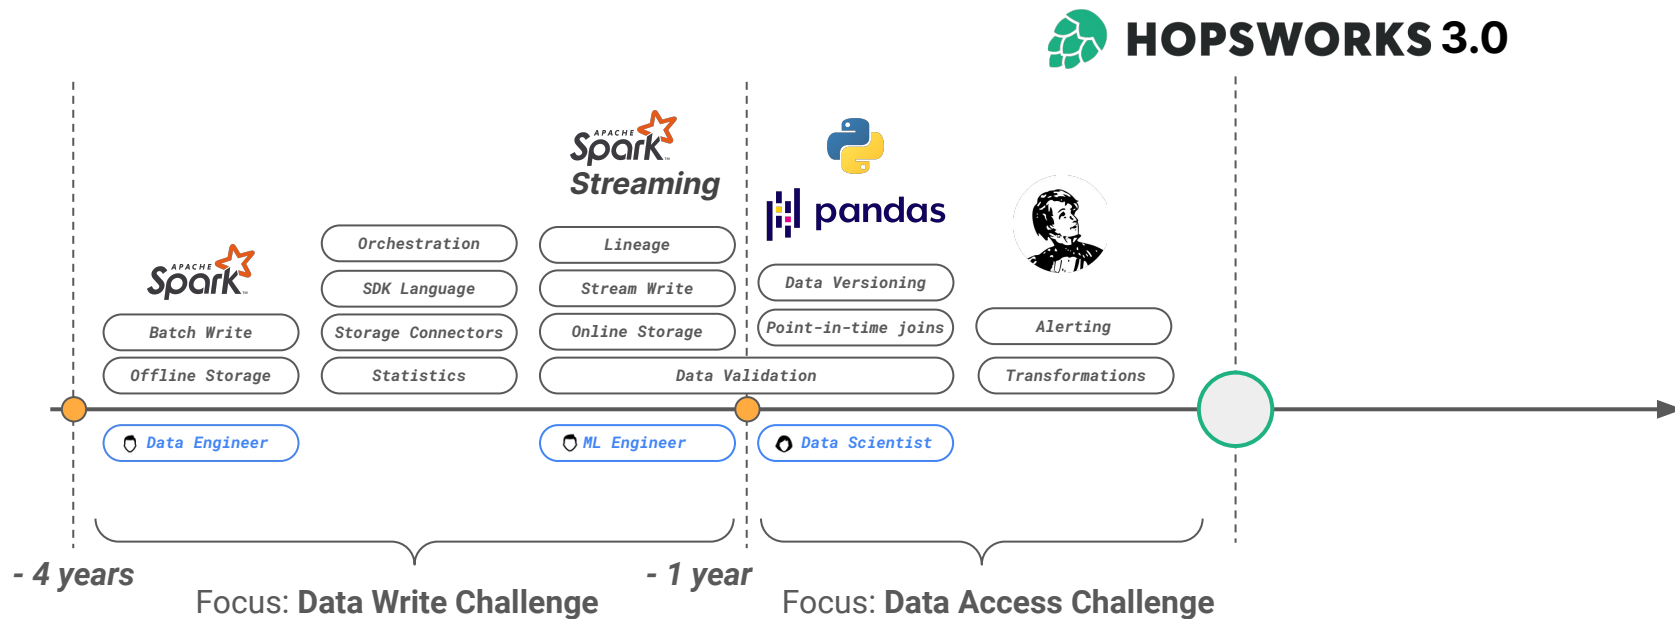 HOPSWORKS 3.0
APACHE
Spark
Streaming
pandas
APACHE
Spark
Batch Write
Offline Storage
Orchestration
SDK Language
Storage Connectors
Statistics
Lineage
Stream Write
Online Storage
Data Validation
Data Versioning
Point-in-time joins
Alerting
Transformations
Data Engineer
ML Engineer
Data Scientist
- 4 years
- 1 year
Focus: Data Write Challenge
Focus: Data Access Challenge